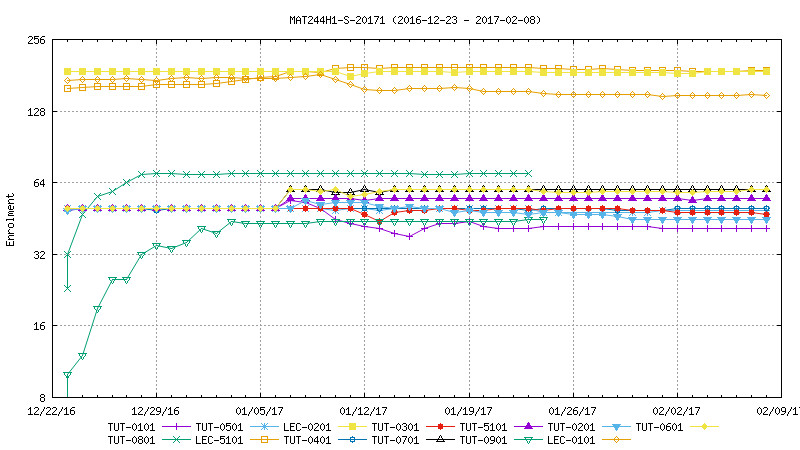 MAT244H1-S-20171 (2016-12-23 - 2017-02-08)
256
128
64
32
16
8
Enrolment
12/22/16 12/29/16 01/05/17 01/12/17 01/19/17 01/26/17 02/02/17 02/09/17
TUT-0101 TUT-0501 LEC-0201 TUT-0301 TUT-5101 TUT-0201 TUT-0601
TUT-0801 LEC-5101 TUT-0401 TUT-0701 TUT-0901 LEC-0101